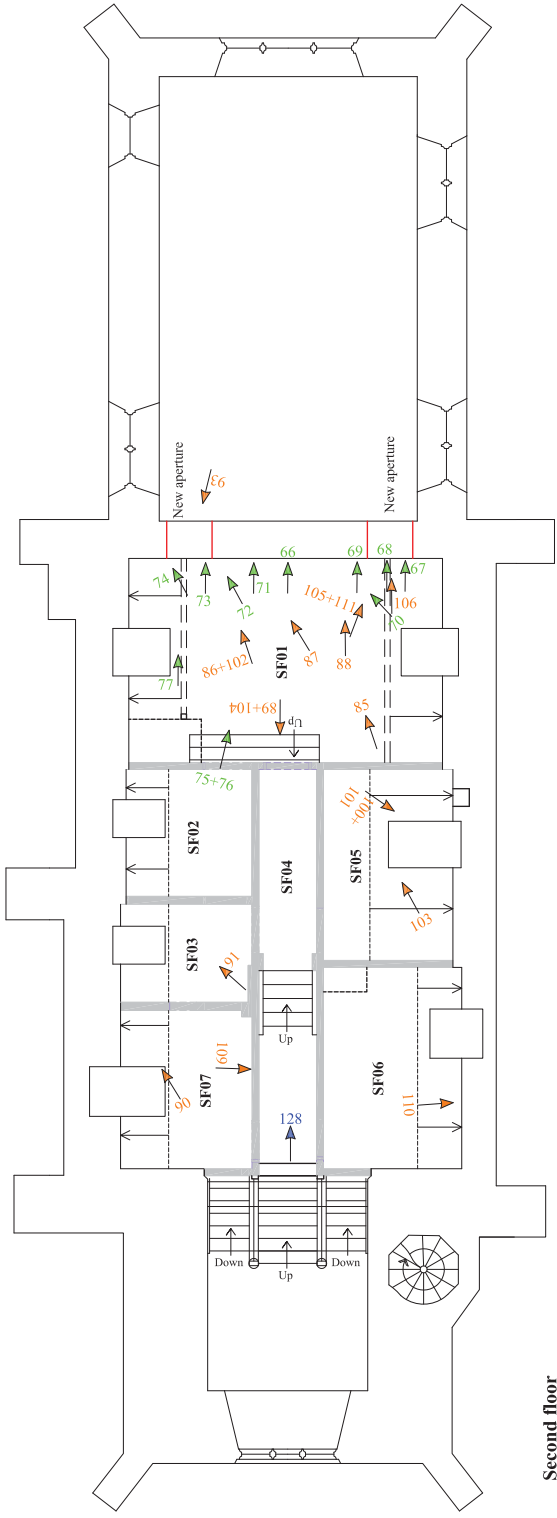 New aperture
93
New aperture
66
69
68
67
74
73
71
72
105+111
106
70
86+102
87
88
77
SF01
89+104
Up
85
75+76
SF02
SF04
SF05
101
+001
103
SF03
91
Up
SF07
109
90
SF06
110
128
Down
Up
Down
Second floor